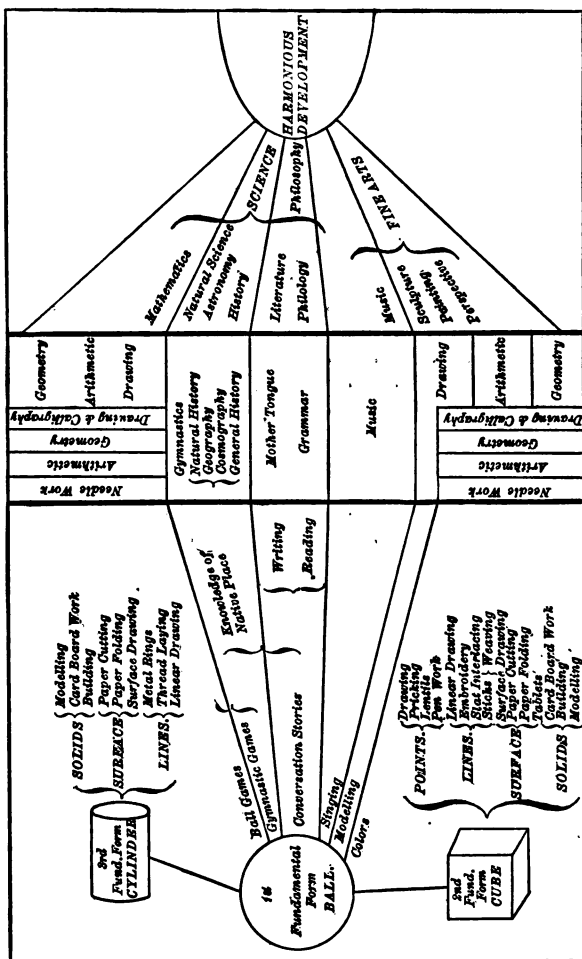 HARMONIOUS
DEVELOPMENT
SCIENCE
Philosophy
FINE ARTS
Mathematics
Natural Science
Astronomy
History
Literature
Philology
Music
Sculpture
Painting
Perspective
Geometry
Arithmetic
Drawing
Drawing & Calligraphy
Geometry
Arithmetic
Needle Work
Gymnastics
Natural History
Geography
Cosmography
General History
Mother Tongue
Grammar
Music
Drawing
Arithmetic
Geometry
Drawing & Calligraphy
Geometry
Arithmetic
Needle Work
Knowledge of
Native Place
Writing
Reading
Ball Games
Gymnastic Games
Conversation Stories
Singing
Modelling
Colors
SOLIDS
Modelling
Card Board Work
Building
SURFACE
Paper Cutting
Paper Folding
Surface Drawing
LINES.
Metal Rings
Thread Laying
Linear Drawing
POINTS.
Drawing
Pricking
Lentils
Pen Work
LINES.
Linear Drawing
Embroidery
Slat Interlacing
Sticks Weaving
SURFACE
Surface Drawing
Paper Cutting
Paper Folding
Tablets
SOLIDS
Card Board Work
Building
Modelling
3rd
Fund. Form
CYLINDER
1st
Fundamental
Form
BALL.
2nd
Fund.
Form
CUBE